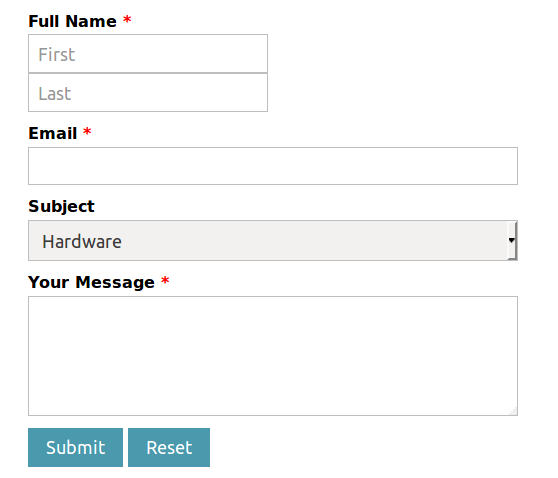 Full Name *
First
Last
Email *
Subject
Hardware
Your Message *
Submit Reset